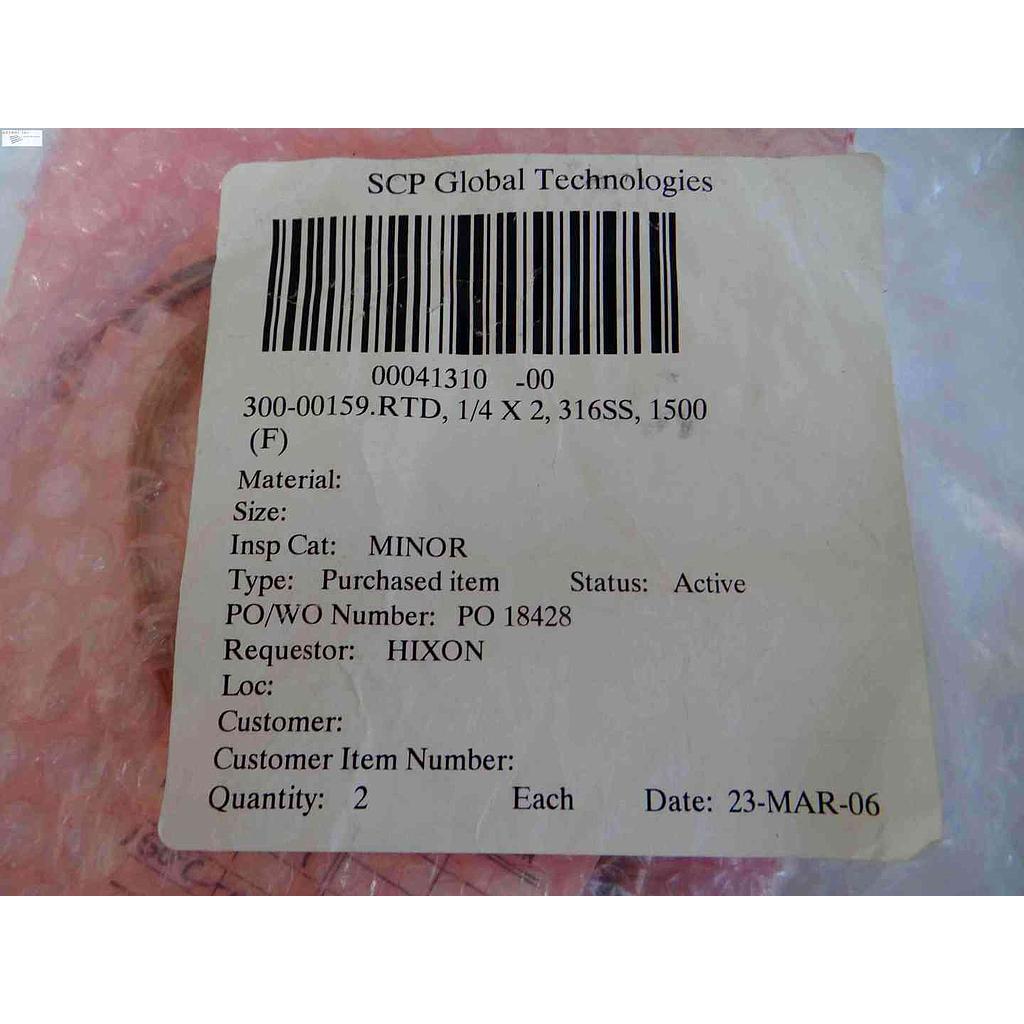 SCP Global Technologies
00041310 -00
300-00159.RTD, 1/4 X 2, 316SS, 1500
(F)
Material:
Size:
Insp Cat: MINOR
Type: Purchased item Status: Active
PO/WO Number: PO 18428
Requestor: HIXON
Loc:
Customer:
Customer Item Number:
Quantity: 2 Each Date: 23-MAR-06